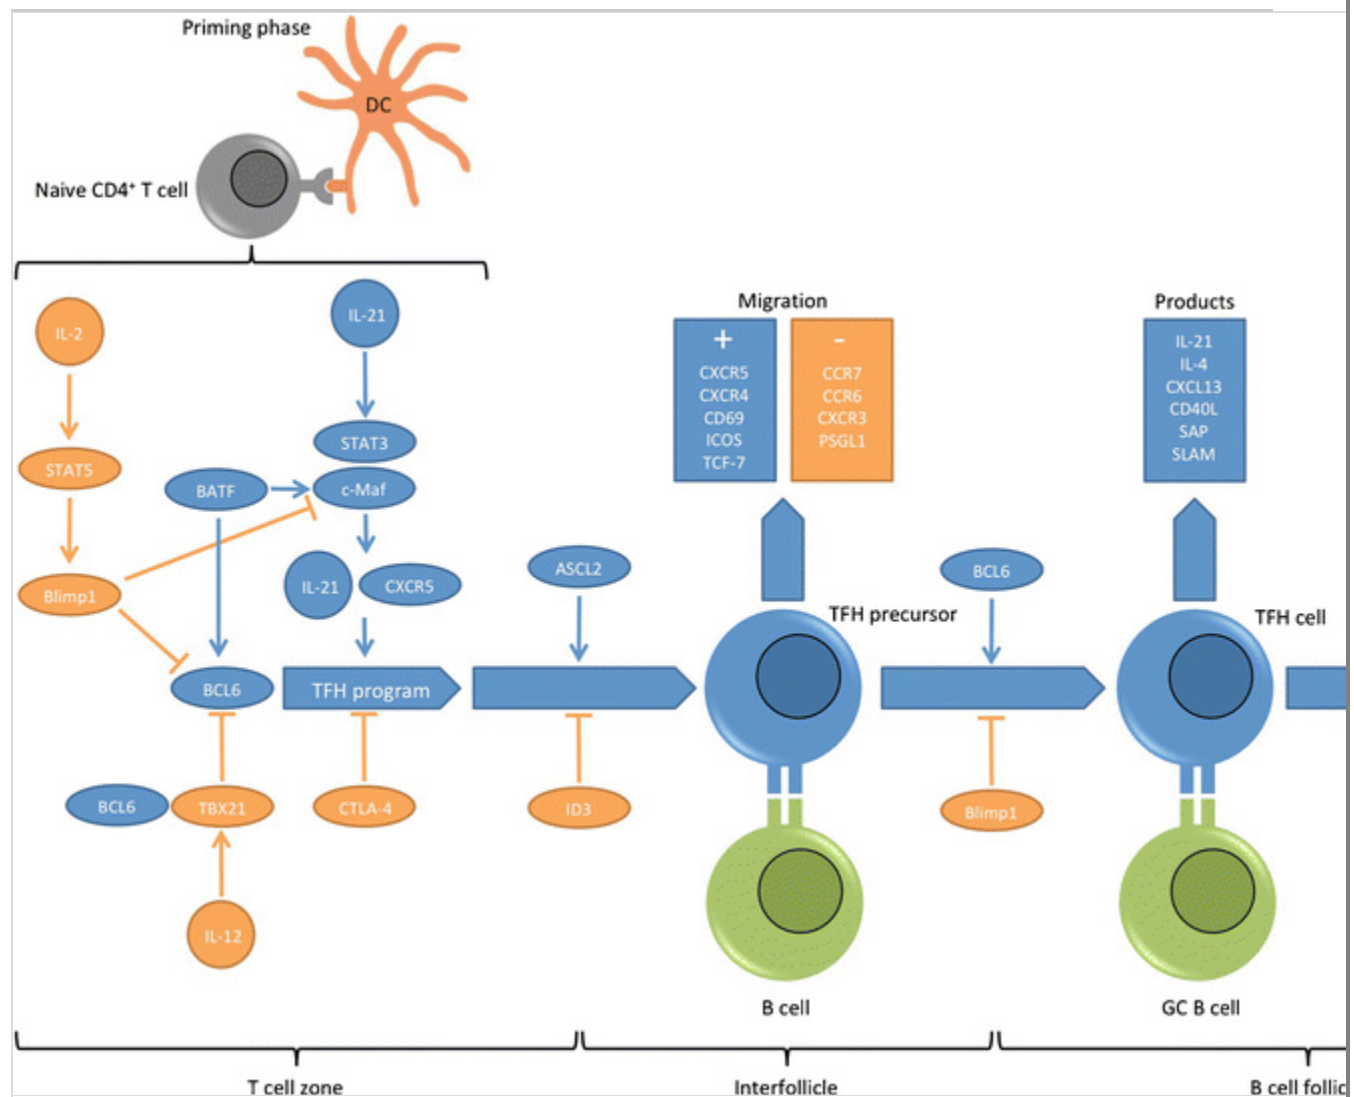 Priming phase
DC
Naive CD4⁺ T cell
IL-2
IL-21
STAT5
STAT3
BATF
c-Maf
Blimp1
IL-21
CXCR5
BCL6
TFH program
BCL6
TBX21
CTLA-4
IL-12
ASCL2
ID3
Migration
+
CXCR5
CXCR4
CD69
ICOS
TCF-7
-
CCR7
CCR6
CXCR3
PSGL1
TFH precursor
B cell
BCL6
Blimp1
Products
IL-21
IL-4
CXCL13
CD40L
SAP
SLAM
TFH cell
GC B cell
T cell zone
Interfollicle
B cell follic